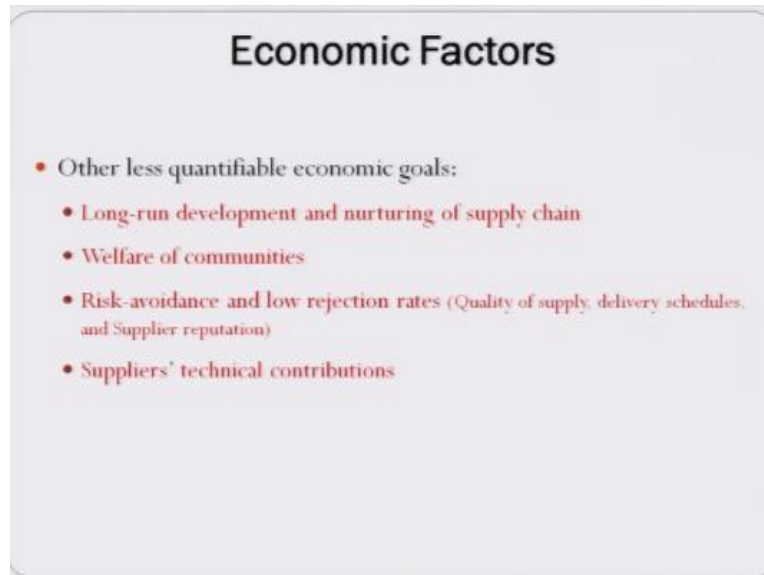 Economic Factors
• Other less quantifiable economic goals:
• Long-run development and nurturing of supply chain
• Welfare of communities
• Risk-avoidance and low rejection rates (Quality of supply, delivery schedules,
and Supplier reputation)
• Suppliers' technical contributions